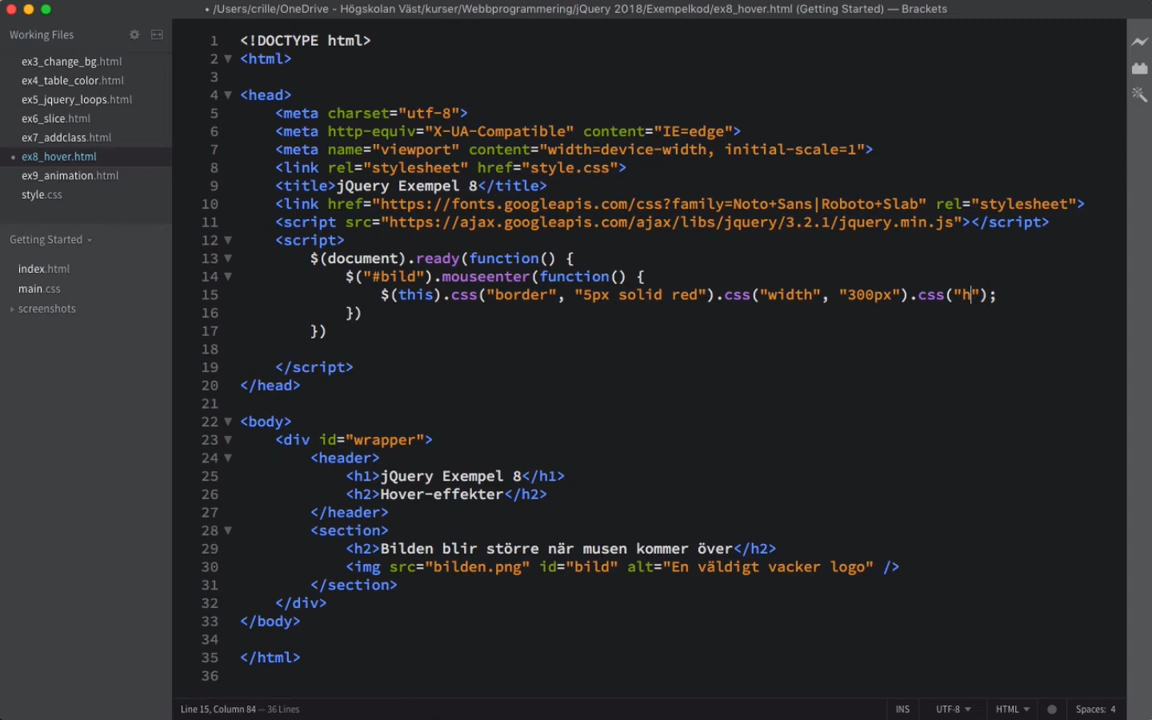 • /Users/crille/OneDrive - Högskolan Väst/kurser/Webbprogrammering/jQuery 2018/Exempelkod/ex8_hover.html (Getting Started) — Brackets
Working Files
ex3_change_bg.html
ex4_table_color.html
ex5_jquery_loops.html
ex6_slice.html
ex7_addclass.html
• ex8_hover.html
ex9_animation.html
style.css
Getting Started
index.html
main.css
screenshots
1 <!DOCTYPE html>
2 <html>
3
4 <head>
5 <meta charset="utf-8">
6 <meta http-equiv="X-UA-Compatible" content="IE=edge">
7 <meta name="viewport" content="width=device-width, initial-scale=1">
8 <link rel="stylesheet" href="style.css">
9 <title>jQuery Exempel 8</title>
10 <link href="https://fonts.googleapis.com/css?family=Noto+Sans|Roboto+Slab" rel="stylesheet">
11 <script src="https://ajax.googleapis.com/ajax/libs/jquery/3.2.1/jquery.min.js"></script>
12 <script>
13 $(document).ready(function() {
14 $("#bild").mouseenter(function() {
15 $(this).css("border", "5px solid red").css("width", "300px").css("h");
16 })
17 })
18
19 </script>
20 </head>
21
22 <body>
23 <div id="wrapper">
24 <header>
25 <h1>jQuery Exempel 8</h1>
26 <h2>Hover-effekter</h2>
27 </header>
28 <section>
29 <h2>Bilden blir större när musen kommer över</h2>
30 <img src="bilden.png" id="bild" alt="En väldigt vacker logo" />
31 </section>
32 </div>
33 </body>
34
35 </html>
36
Line 15, Column 84 — 36 Lines
INS
UTF-8
HTML
Spaces: 4